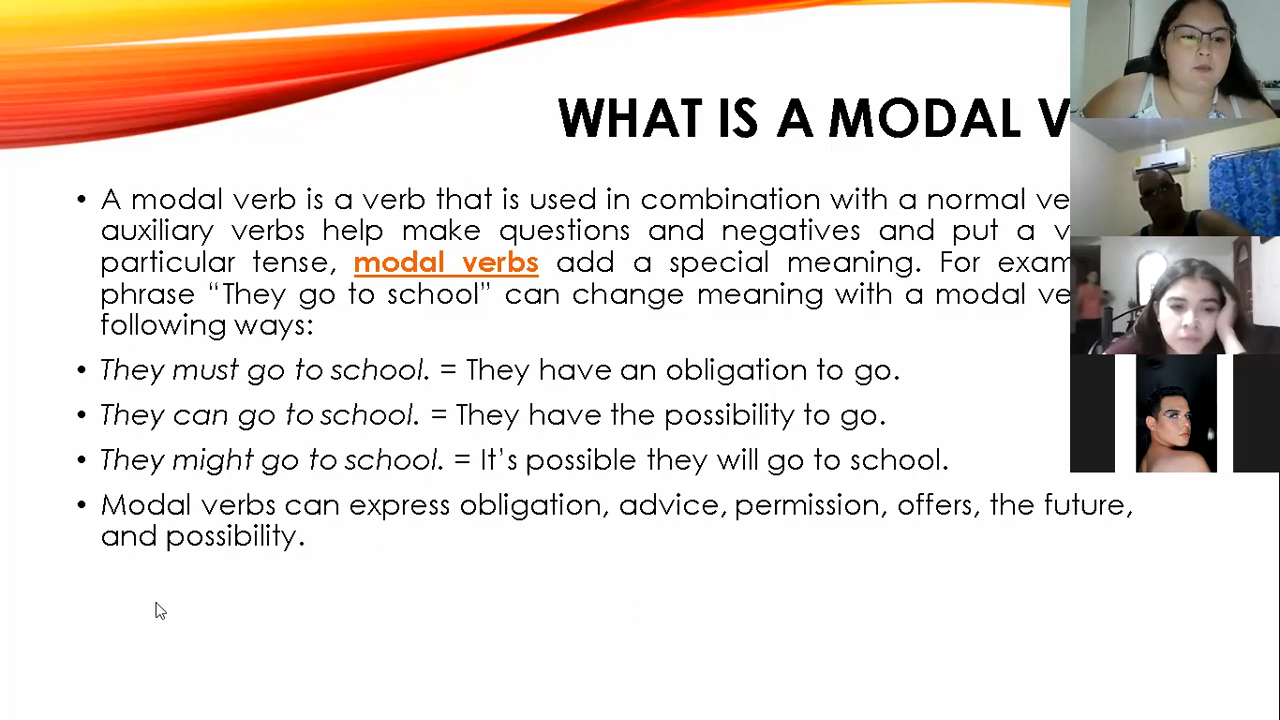 WHAT IS A MODAL V
• A modal verb is a verb that is used in combination with a normal ve
auxiliary verbs help make questions and negatives and put a v
particular tense, modal verbs add a special meaning. For exam
phrase “They go to school” can change meaning with a modal ve
following ways:
• They must go to school. = They have an obligation to go.
• They can go to school. = They have the possibility to go.
• They might go to school. = It’s possible they will go to school.
• Modal verbs can express obligation, advice, permission, offers, the future,
and possibility.